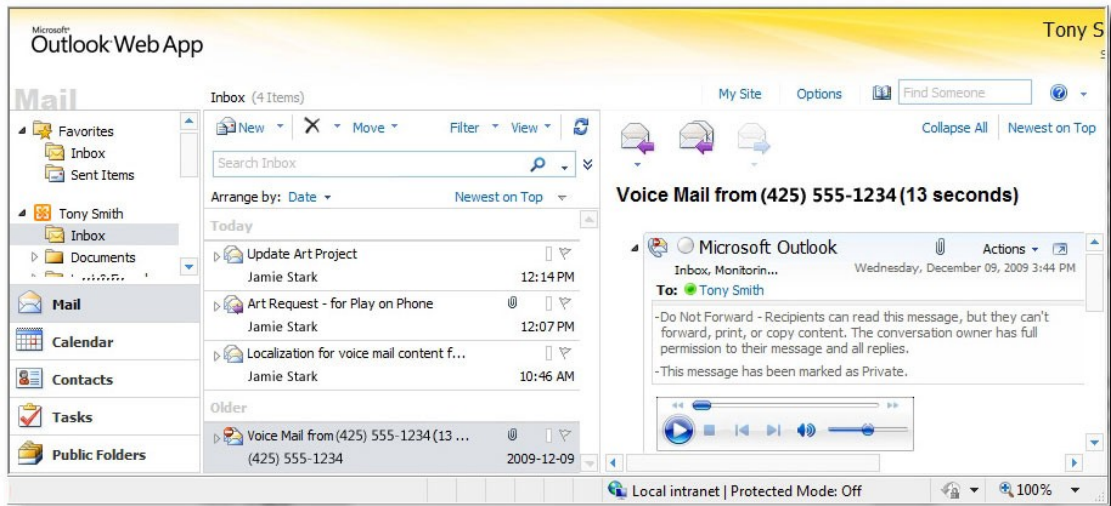 Microsoft®
Outlook Web App
Tony S
Mail
Inbox (4 Items)
My Site Options Find Someone
Favorites
Inbox
Sent Items
Tony Smith
Inbox
Documents
Mail
Calendar
Contacts
Tasks
Public Folders
New Move Filter View
Search Inbox
Arrange by: Date Newest on Top
Today
Update Art Project
Jamie Stark 12:14 PM
Art Request - for Play on Phone
Jamie Stark 12:07 PM
Localization for voice mail content f...
Jamie Stark 10:46 AM
Older
Voice Mail from (425) 555-1234 (13 ...
(425) 555-1234 2009-12-09
Collapse All Newest on Top
Voice Mail from (425) 555-1234 (13 seconds)
Microsoft Outlook Actions
Inbox, Monitorin... Wednesday, December 09, 2009 3:44 PM
To: Tony Smith
-Do Not Forward - Recipients can read this message, but they can't
forward, print, or copy content. The conversation owner has full
permission to their message and all replies.
-This message has been marked as Private.
Local intranet | Protected Mode: Off 100%